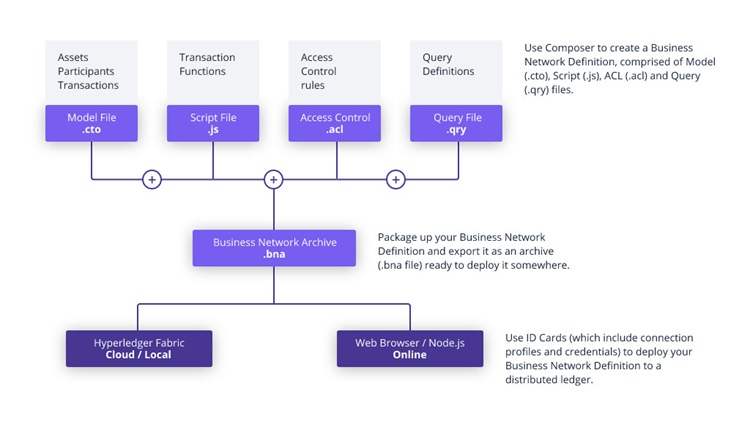 Assets
Participants
Transactions
Model File
.cto
Transaction
Functions
Script File
.js
Access
Control
rules
Access Control
.acl
Query
Definitions
Query File
.qry
Use Composer to create a Business
Network Definition, comprised of Model
(.cto), Script (.js), ACL (.acl) and Query
(.qry) files.
+
+
+
Business Network Archive
.bna
Package up your Business Network
Definition and export it as an archive
(.bna file) ready to deploy it somewhere.
Hyperledger Fabric
Cloud / Local
Web Browser / Node.js
Online
Use ID Cards (which include connection
profiles and credentials) to deploy your
Business Network Definition to a
distributed ledger.